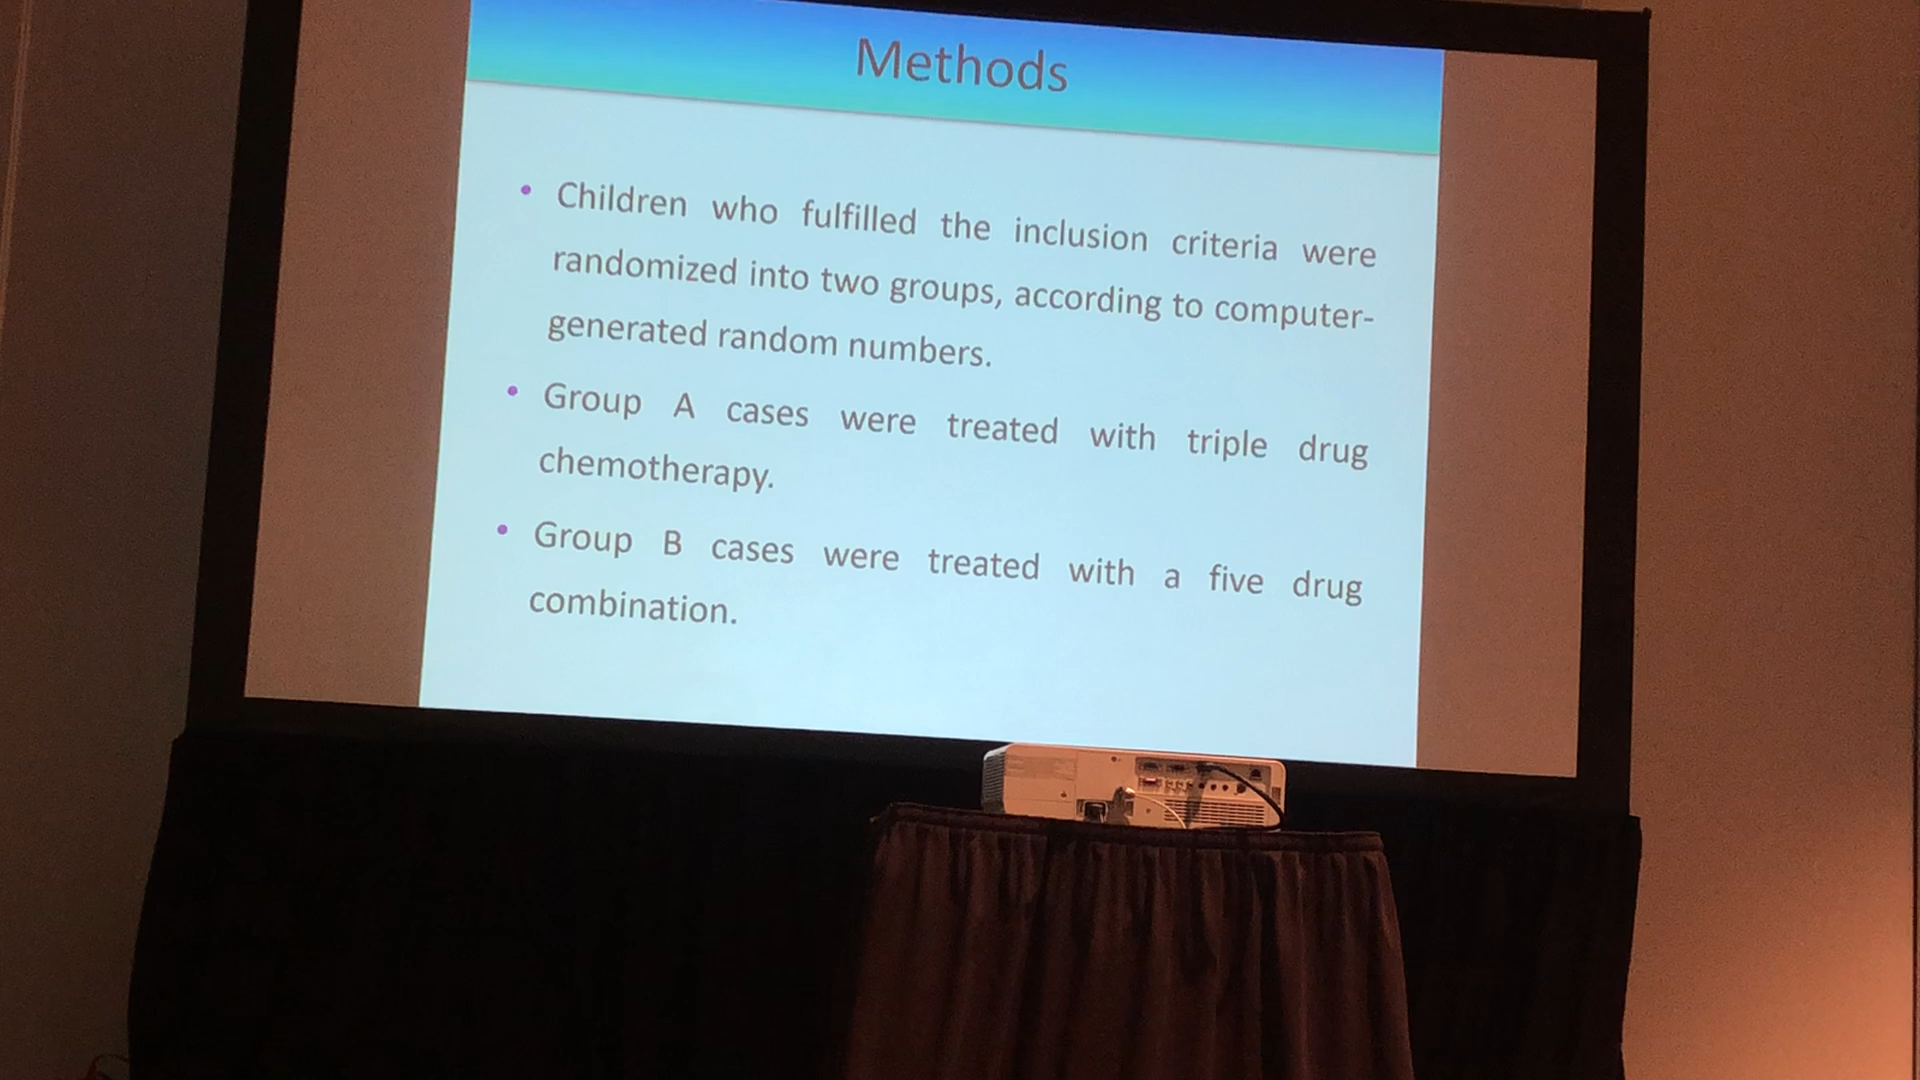 Methods
• Children who fulfilled the inclusion criteria were
randomized into two groups, according to computer-
generated random numbers.
• Group A cases were treated with triple drug
chemotherapy.
• Group B cases were treated with a five drug
combination.